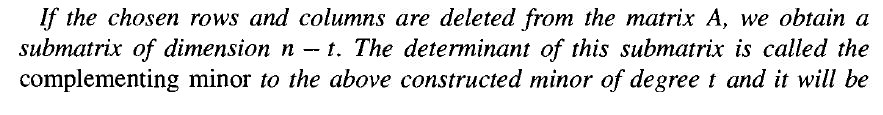 If the chosen rows and columns are deleted from the matrix A, we obtain a
submatrix of dimension n − t. The determinant of this submatrix is called the
complementing minor to the above constructed minor of degree t and it will be